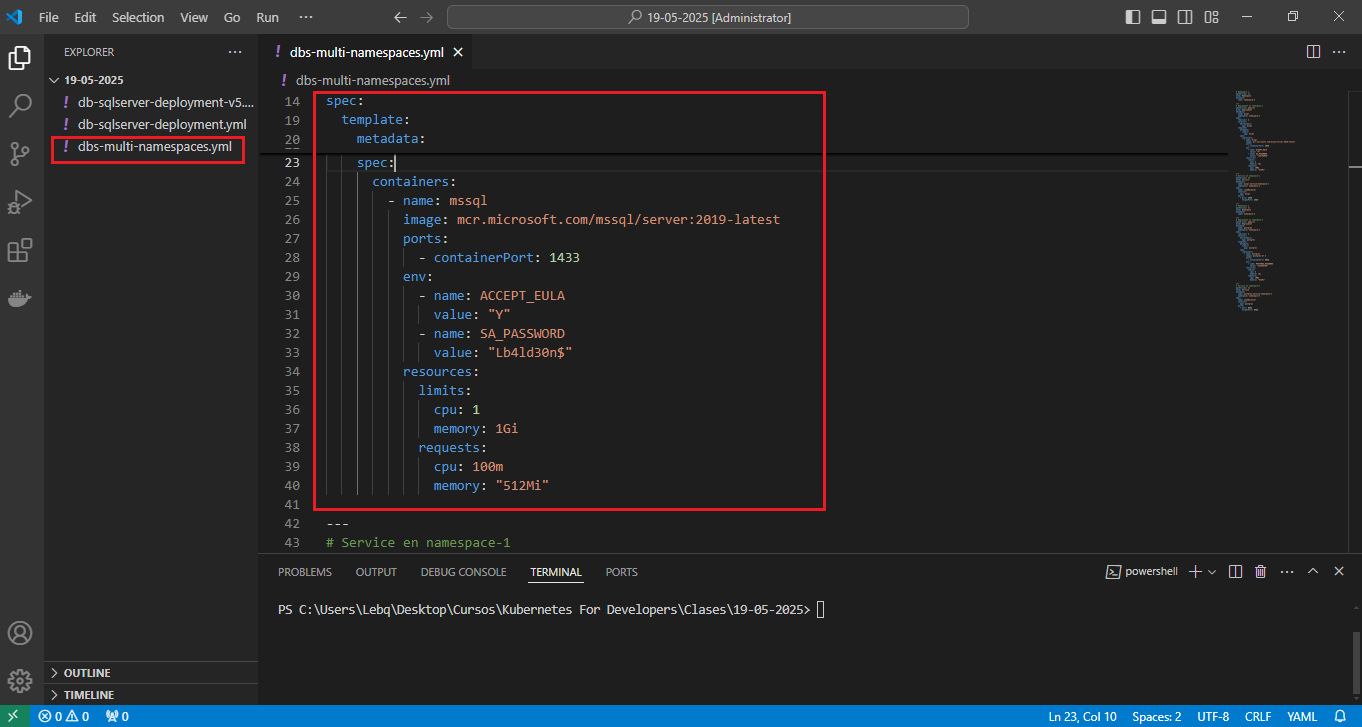 File Edit Selection View Go Run ···
19-05-2025 [Administrator]
EXPLORER
19-05-2025
! db-sqlserver-deployment-v5....
! db-sqlserver-deployment.yml
! dbs-multi-namespaces.yml
! dbs-multi-namespaces.yml
! dbs-multi-namespaces.yml
14 spec:
19 template:
20 metadata:
23 spec:
24 containers:
25 - name: mssql
26 image: mcr.microsoft.com/mssql/server:2019-latest
27 ports:
28 - containerPort: 1433
29 env:
30 - name: ACCEPT_EULA
31 value: "Y"
32 - name: SA_PASSWORD
33 value: "Lb4ld30n$"
34 resources:
35 limits:
36 cpu: 1
37 memory: 1Gi
38 requests:
39 cpu: 100m
40 memory: "512Mi"
41
42 ---
43 # Service en namespace-1
PROBLEMS OUTPUT DEBUG CONSOLE TERMINAL PORTS
powershell
PS C:\Users\Lebq\Desktop\Cursos\Kubernetes For Developers\Clases\19-05-2025>
OUTLINE
TIMELINE
0 0 0
Ln 23, Col 10 Spaces: 2 UTF-8 CRLF YAML